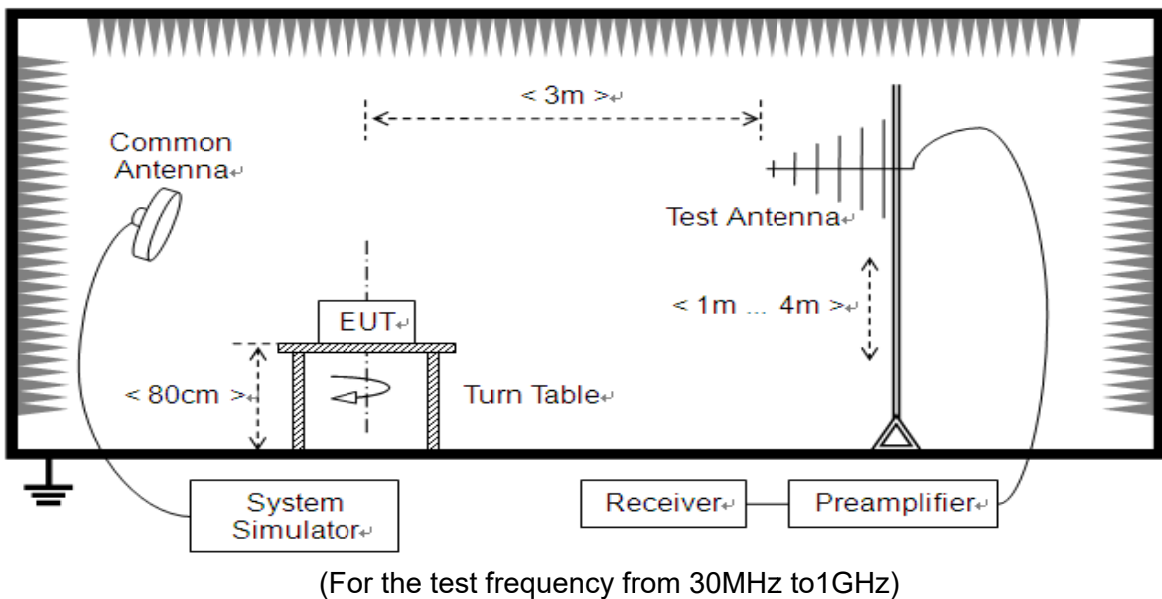 < 3m >↵
Common
Antenna↵
Test Antenna↵
< 1m ... 4m >↵
EUT↵
< 80cm >↵
Turn Table↵
System
Simulator↵
Receiver↵
Preamplifier↵
(For the test frequency from 30MHz to1GHz)